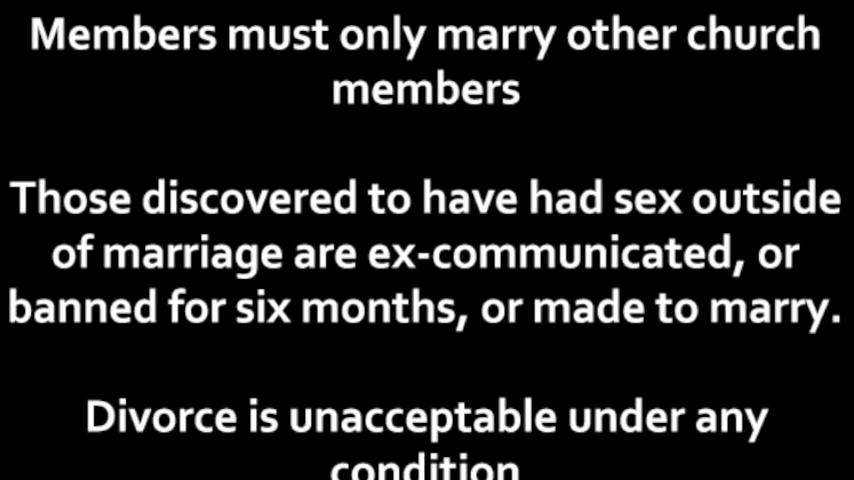 Members must only marry other church
members
Those discovered to have had sex outside
of marriage are ex-communicated, or
banned for six months, or made to marry.
Divorce is unacceptable under any
condition